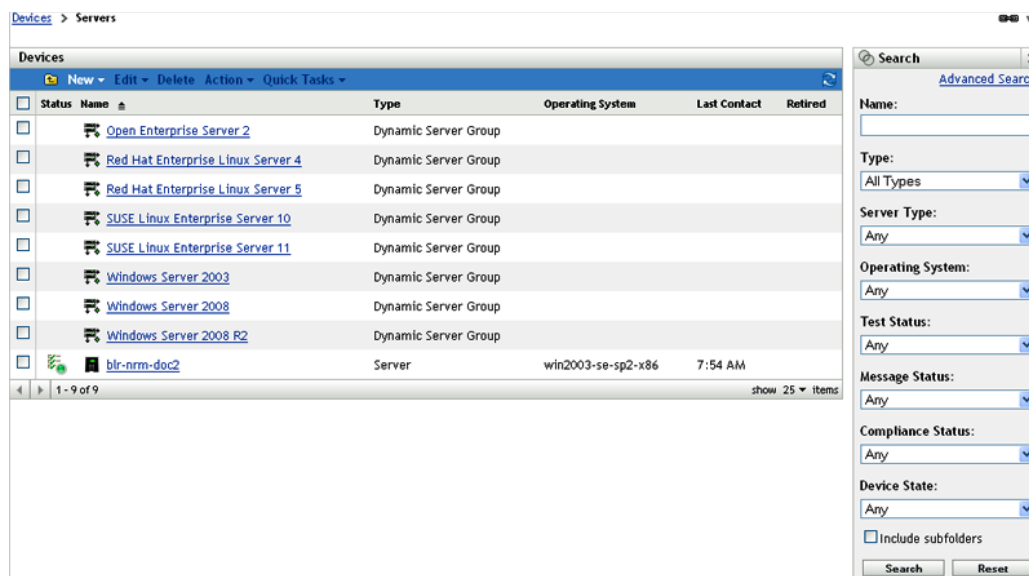 Devices > Servers
Devices
New Edit Delete Action Quick Tasks
Status Name Type Operating System Last Contact Retired
Open Enterprise Server 2 Dynamic Server Group
Red Hat Enterprise Linux Server 4 Dynamic Server Group
Red Hat Enterprise Linux Server 5 Dynamic Server Group
SUSE Linux Enterprise Server 10 Dynamic Server Group
SUSE Linux Enterprise Server 11 Dynamic Server Group
Windows Server 2003 Dynamic Server Group
Windows Server 2008 Dynamic Server Group
Windows Server 2008 R2 Dynamic Server Group
blr-nrm-doc2 Server win2003-se-sp2-x86 7:54 AM
1 - 9 of 9 show 25 items
Search
Advanced Searc
Name:
Type:
All Types
Server Type:
Any
Operating System:
Any
Test Status:
Any
Message Status:
Any
Compliance Status:
Any
Device State:
Any
Include subfolders
Search Reset